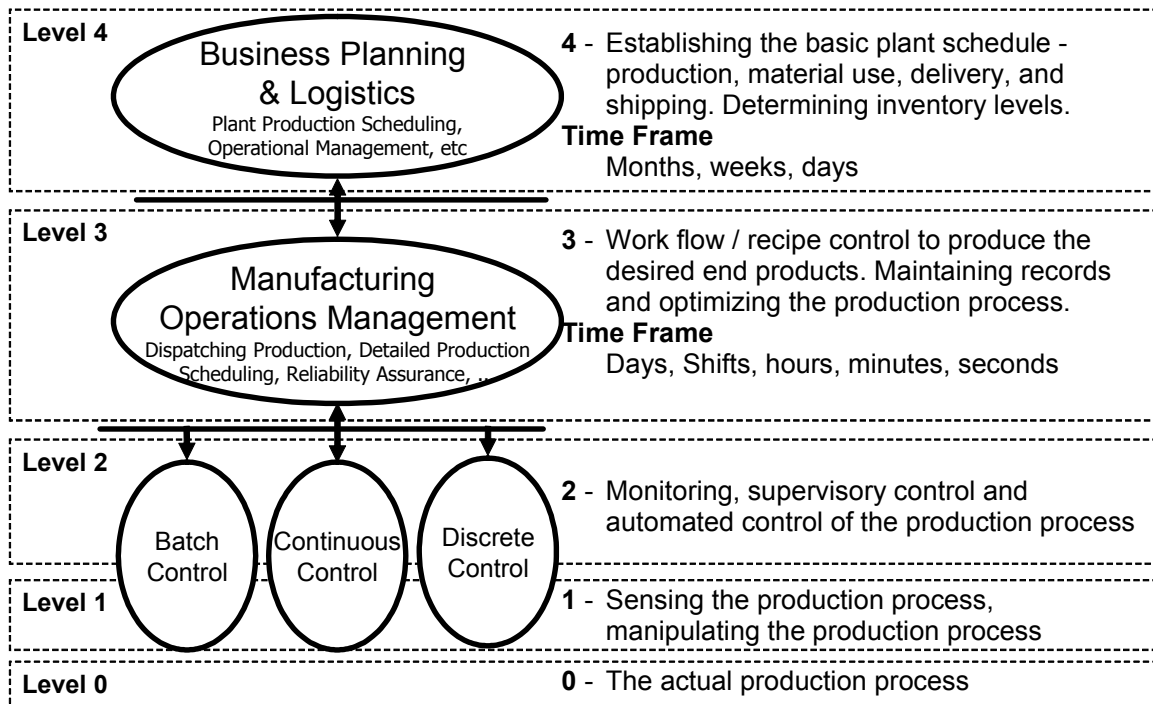 Level 4
Business Planning
& Logistics
Plant Production Scheduling,
Operational Management, etc
4 - Establishing the basic plant schedule -
production, material use, delivery, and
shipping. Determining inventory levels.
Time Frame
Months, weeks, days
Level 3
Manufacturing
Operations Management
Dispatching Production, Detailed Production
Scheduling, Reliability Assurance, ..
3 - Work flow / recipe control to produce the
desired end products. Maintaining records
and optimizing the production process.
Time Frame
Days, Shifts, hours, minutes, seconds
Level 2
Batch
Control
Continuous
Control
Discrete
Control
2 - Monitoring, supervisory control and
automated control of the production process
Level 1
1 - Sensing the production process,
manipulating the production process
Level 0
0 - The actual production process